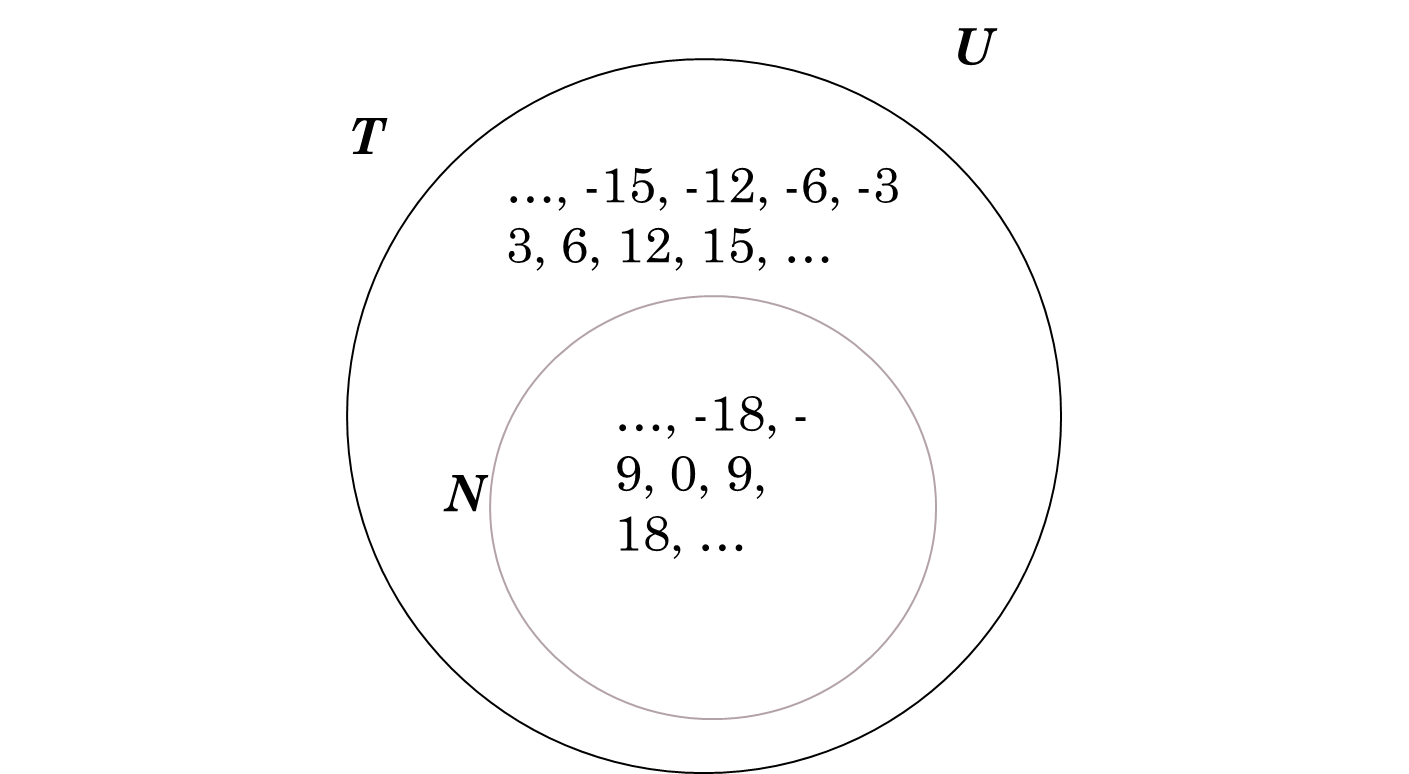 U
T
..., -15, -12, -6, -3
3, 6, 12, 15, ...
..., -18, -
9, 0, 9,
18, ...
N